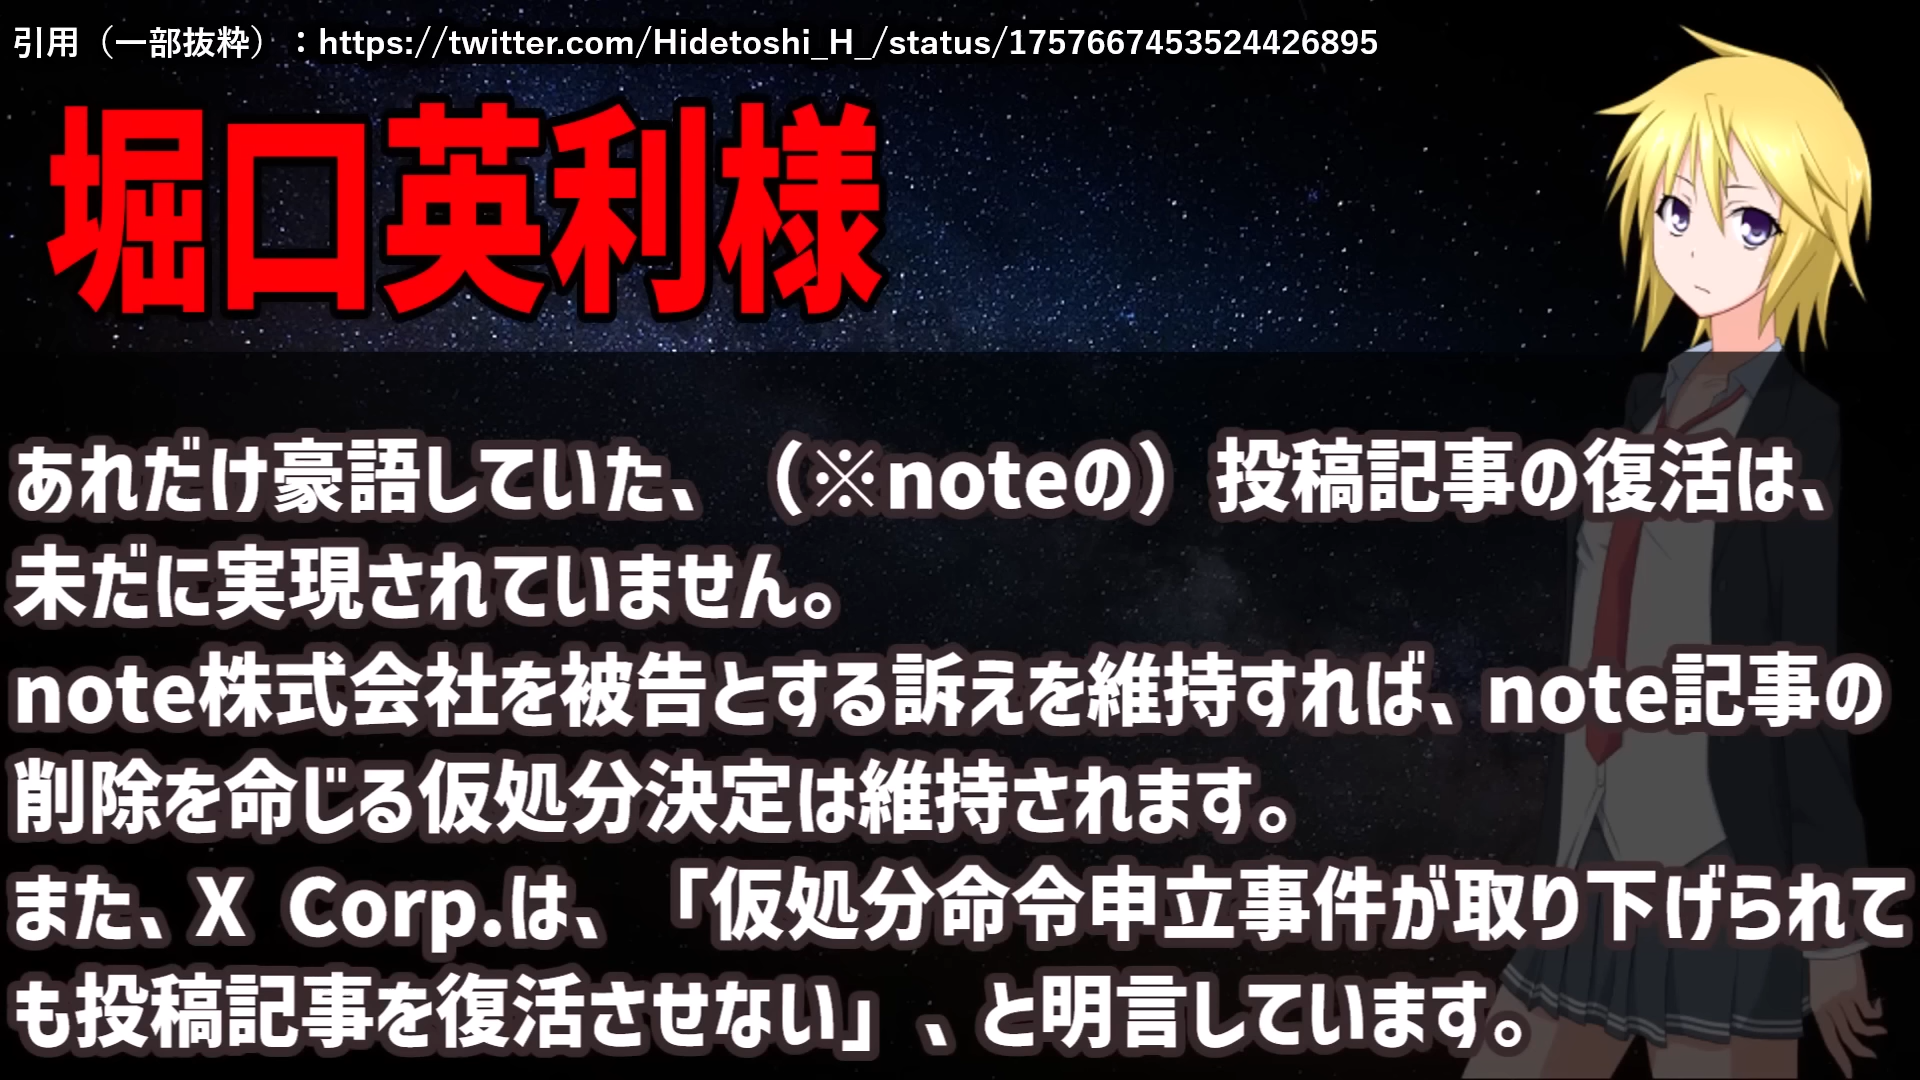 引用（一部抜粋）：https://twitter.com/Hidetoshi_H_/status/1757667453524426895
堀口英利様
あれだけ豪語していた、（※noteの）投稿記事の復活は、
未だに実現されていません。
note株式会社を被告とする訴えを維持すれば、note記事の
削除を命じる仮処分決定は維持されます。
また、X Corp.は、「仮処分命令申立事件が取り下げられて
も投稿記事を復活させない」、と明言しています。